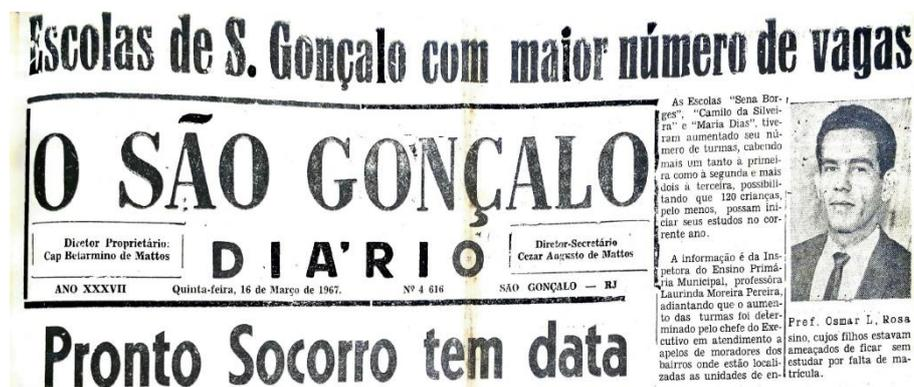 Escolas de S. Gonçalo com maior número de vagas
O SÃO GONÇALO
Diretor Proprietário:
Cap Belarmino de Mattos
DIÁ'RIO
Diretor-Secretário
Cezar Augusto de Mattos
ANO XXXVII Quinta-feira, 16 de Março de 1967. Nº 4 616 SÃO GONÇALO — RJ
Pronto Socorro tem data
As Escolas "Sena Bor-
ges", "Camilo da Silvei-
ra" e "Maria Dias", tive-
ram aumentado seu nú-
mero de turmas, cabendo
mais um tanto à primei-
ra como à segunda e mais
dois à terceira, possibili-
tando que 120 crianças,
pelo menos, possam ini-
ciar seus estudos no cor-
rente ano.
A informação é da Ins-
petora do Ensino Primá-
ria Municipal, professôra
Laurinda Moreira Pereira,
adiantando que o aumento
das turmas foi deter-
minado pelo chefe do Exe-
cutivo em atendimento a
apelos de moradores dos
bairros onde estão locali-
zadas as unidades de en-
Pref. Osmar L, Rosa
sino, cujos filhos estavam
ameaçados de ficar sem
estudar por falta de ma-
trícula.